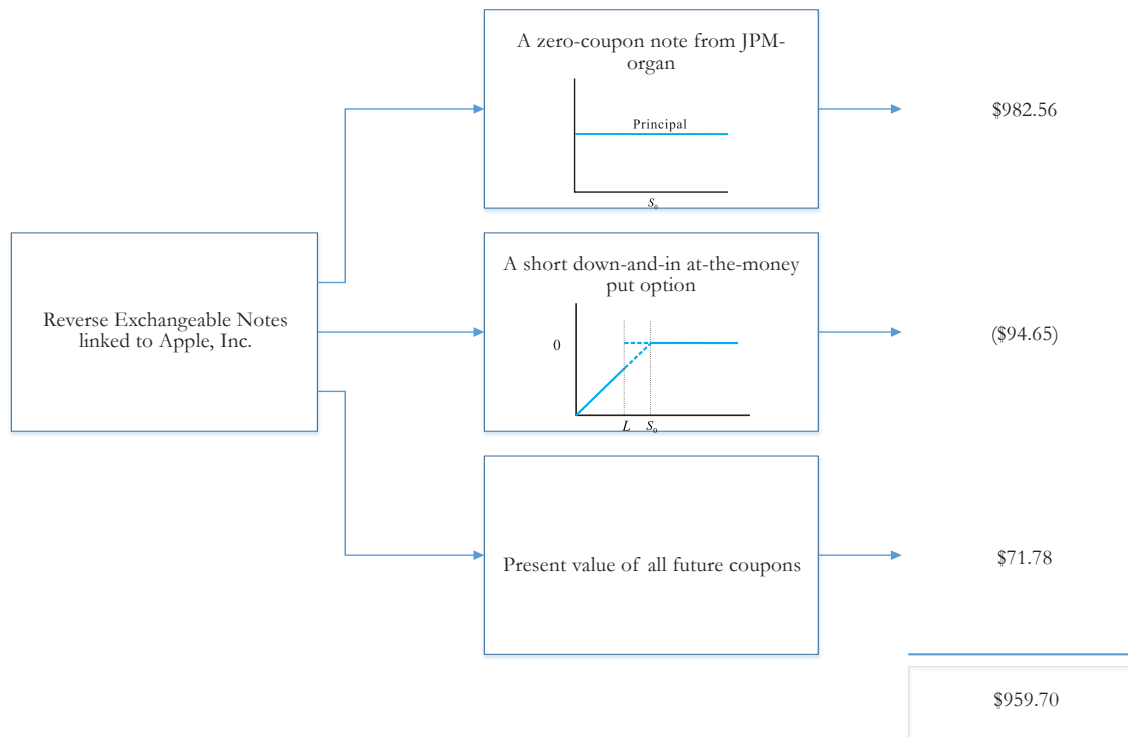 A zero-coupon note from JPM-
organ
Principal
S₀
$982.56
Reverse Exchangeable Notes
linked to Apple, Inc.
A short down-and-in at-the-money
put option
0
L S₀
($94.65)
Present value of all future coupons
$71.78
$959.70